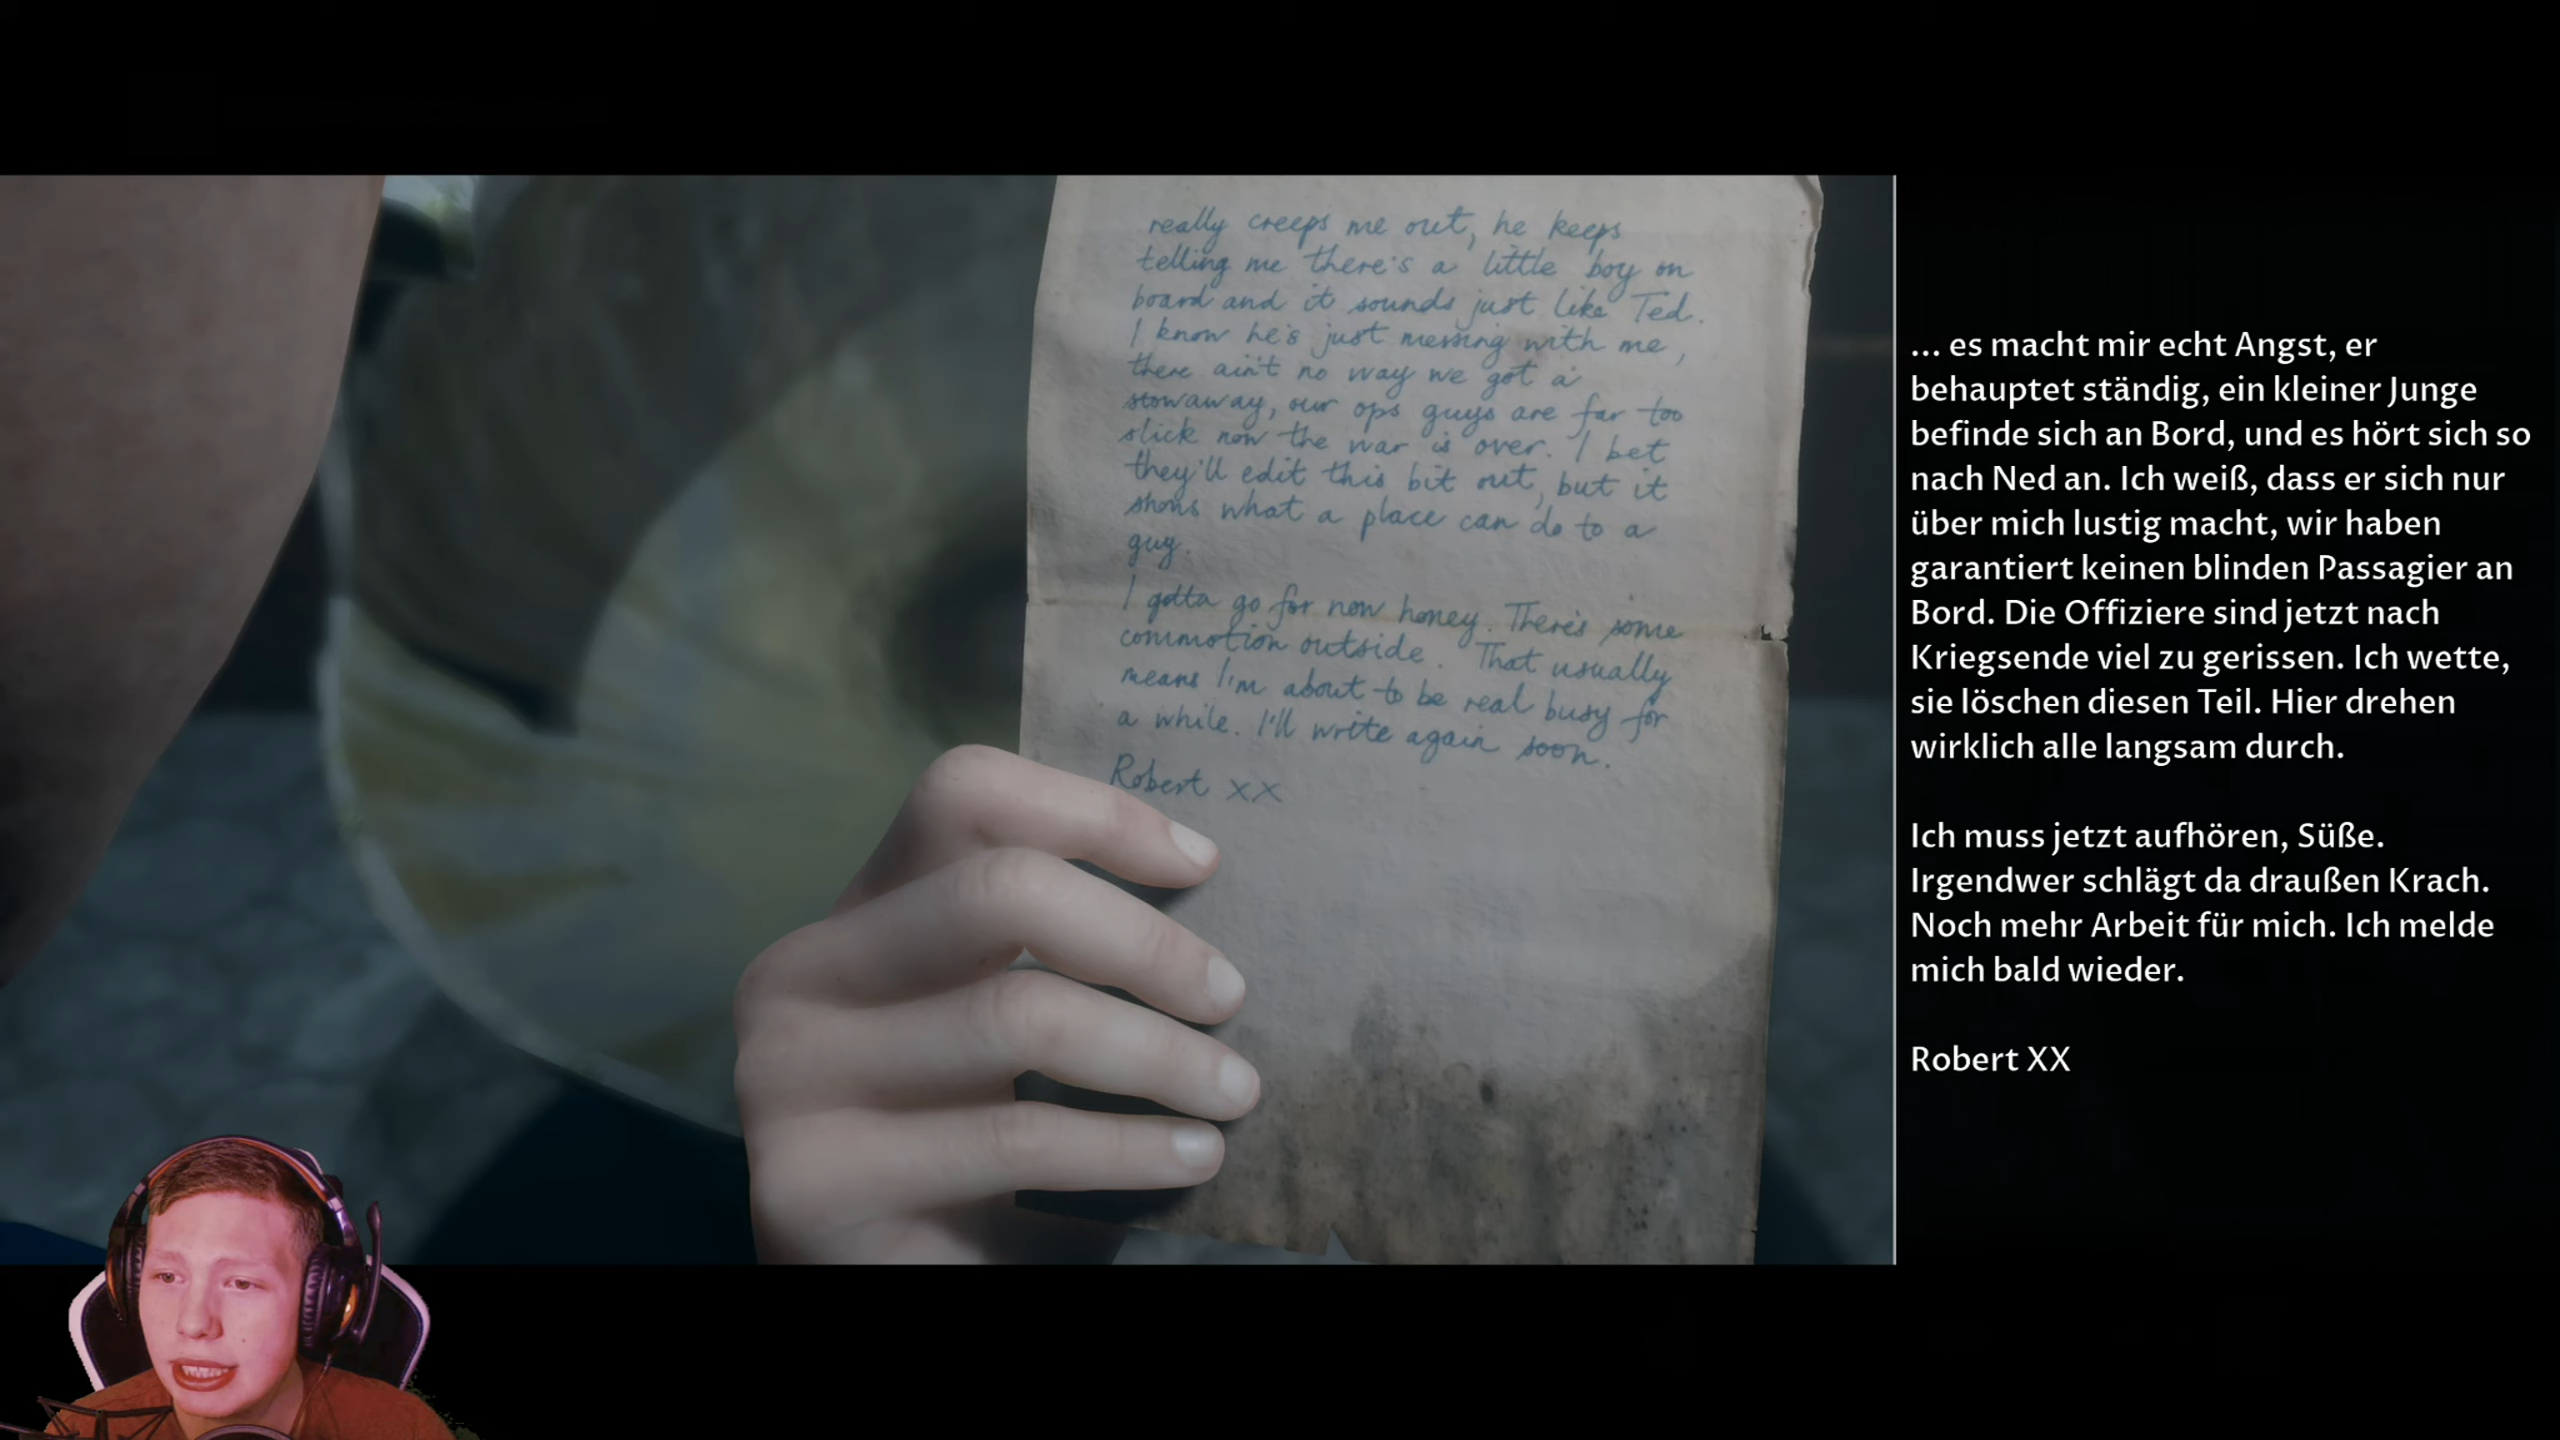 really creeps me out, he keeps
telling me there's a little boy on
board and it sounds just like Ted.
I know he's just messing with me,
there ain't no way we got a
stowaway, our ops guys are far too
slick now the war is over. I bet
they'll edit this bit out, but it
shows what a place can do to a
guy.
I gotta go for now honey. There's some
commotion outside. That usually
means I'm about to be real busy for
a while. I'll write again soon.
Robert xx
... es macht mir echt Angst, er
behauptet ständig, ein kleiner Junge
befinde sich an Bord, und es hört sich so
nach Ned an. Ich weiß, dass er sich nur
über mich lustig macht, wir haben
garantiert keinen blinden Passagier an
Bord. Die Offiziere sind jetzt nach
Kriegsende viel zu gerissen. Ich wette,
sie löschen diesen Teil. Hier drehen
wirklich alle langsam durch.
Ich muss jetzt aufhören, Süße.
Irgendwer schlägt da draußen Krach.
Noch mehr Arbeit für mich. Ich melde
mich bald wieder.
Robert XX